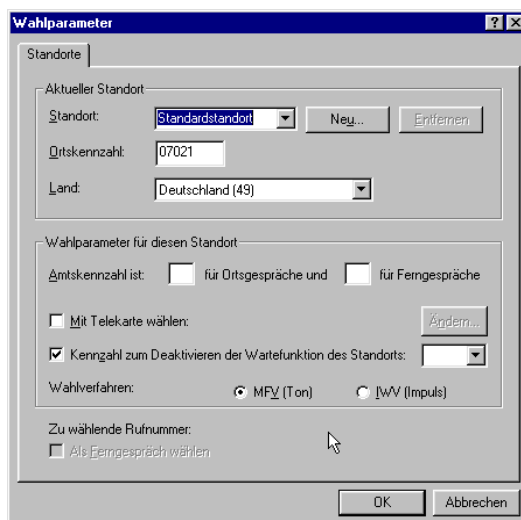 Wahlparameter
Standorte
Aktueller Standort
Standort: Standardstandort Neu... Entfernen
Ortskennzahl: 07021
Land: Deutschland (49)
Wahlparameter für diesen Standort
Amtskennzahl ist: für Ortsgespräche und für Ferngespräche
Mit Telekarte wählen: Ändern...
Kennzahl zum Deaktivieren der Wartefunktion des Standorts:
Wahlverfahren: MFV (Ton) IWV (Impuls)
Zu wählende Rufnummer:
Als Ferngespräch wählen
OK Abbrechen